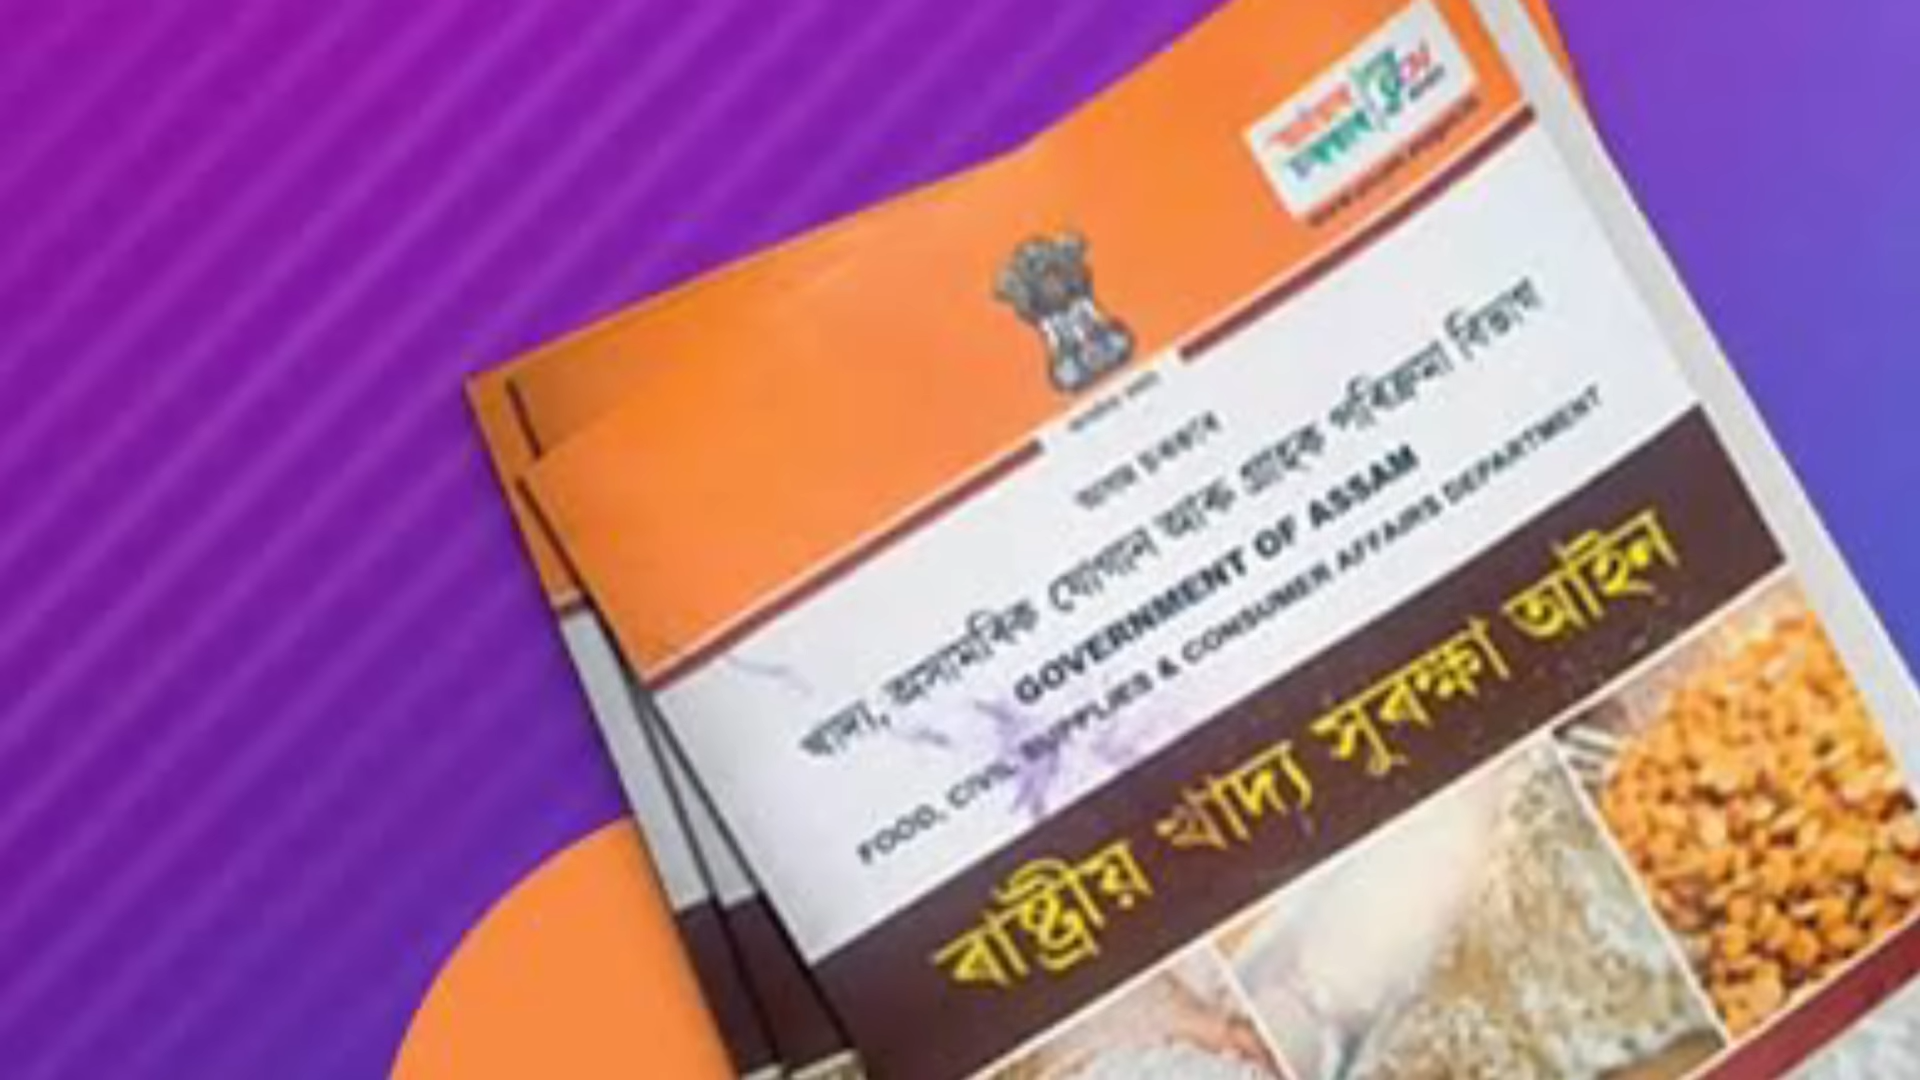 অসম চৰকাৰ
খাদ্য, অসামৰিক যোগান আৰু গ্ৰাহক পৰিক্ৰমা বিভাগ
GOVERNMENT OF ASSAM
FOOD, CIVIL SUPPLIES & CONSUMER AFFAIRS DEPARTMENT
ৰাষ্ট্ৰীয় খাদ্য সুৰক্ষা আইন